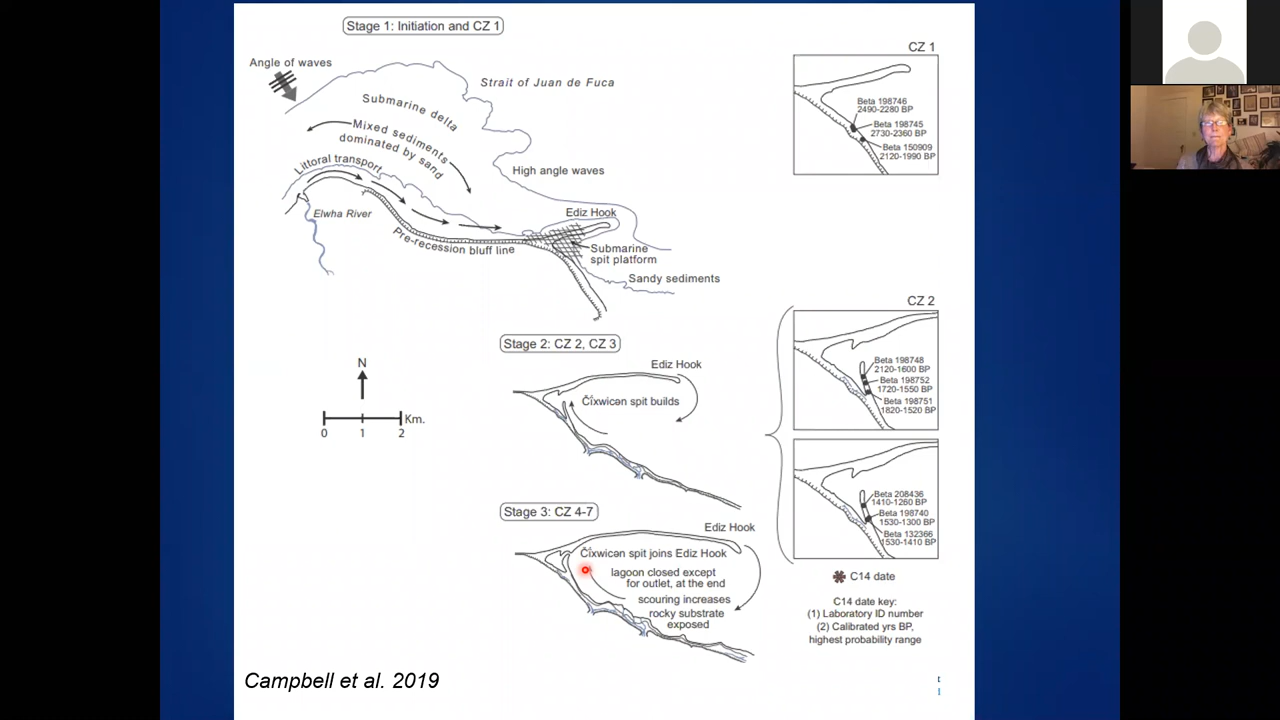 Stage 1: Initiation and CZ 1
Angle of waves
Strait of Juan de Fuca
Submarine delta
Mixed sediments
dominated by sand
Littoral transport
High angle waves
Elwha River
Ediz Hook
Pre-recession bluff line
Submarine
spit platform
Sandy sediments
CZ 1
Beta 198746
2490-2280 BP
Beta 198745
2730-2360 BP
Beta 150909
2120-1990 BP
N
Km.
0 1 2
Stage 2: CZ 2, CZ 3
Ediz Hook
Čḯxwicən spit builds
CZ 2
Beta 198748
2120-1600 BP
Beta 198752
1720-1550 BP
Beta 198751
1820-1520 BP
Stage 3: CZ 4-7
Ediz Hook
Čḯxwicən spit joins Ediz Hook
lagoon closed except
for outlet, at the end
scouring increases
rocky substrate
exposed
Beta 208436
1410-1260 BP
Beta 198740
1530-1300 BP
Beta 132366
1530-1410 BP
C14 date
C14 date key:
(1) Laboratory ID number
(2) Calibrated yrs BP,
highest probability range
Campbell et al. 2019